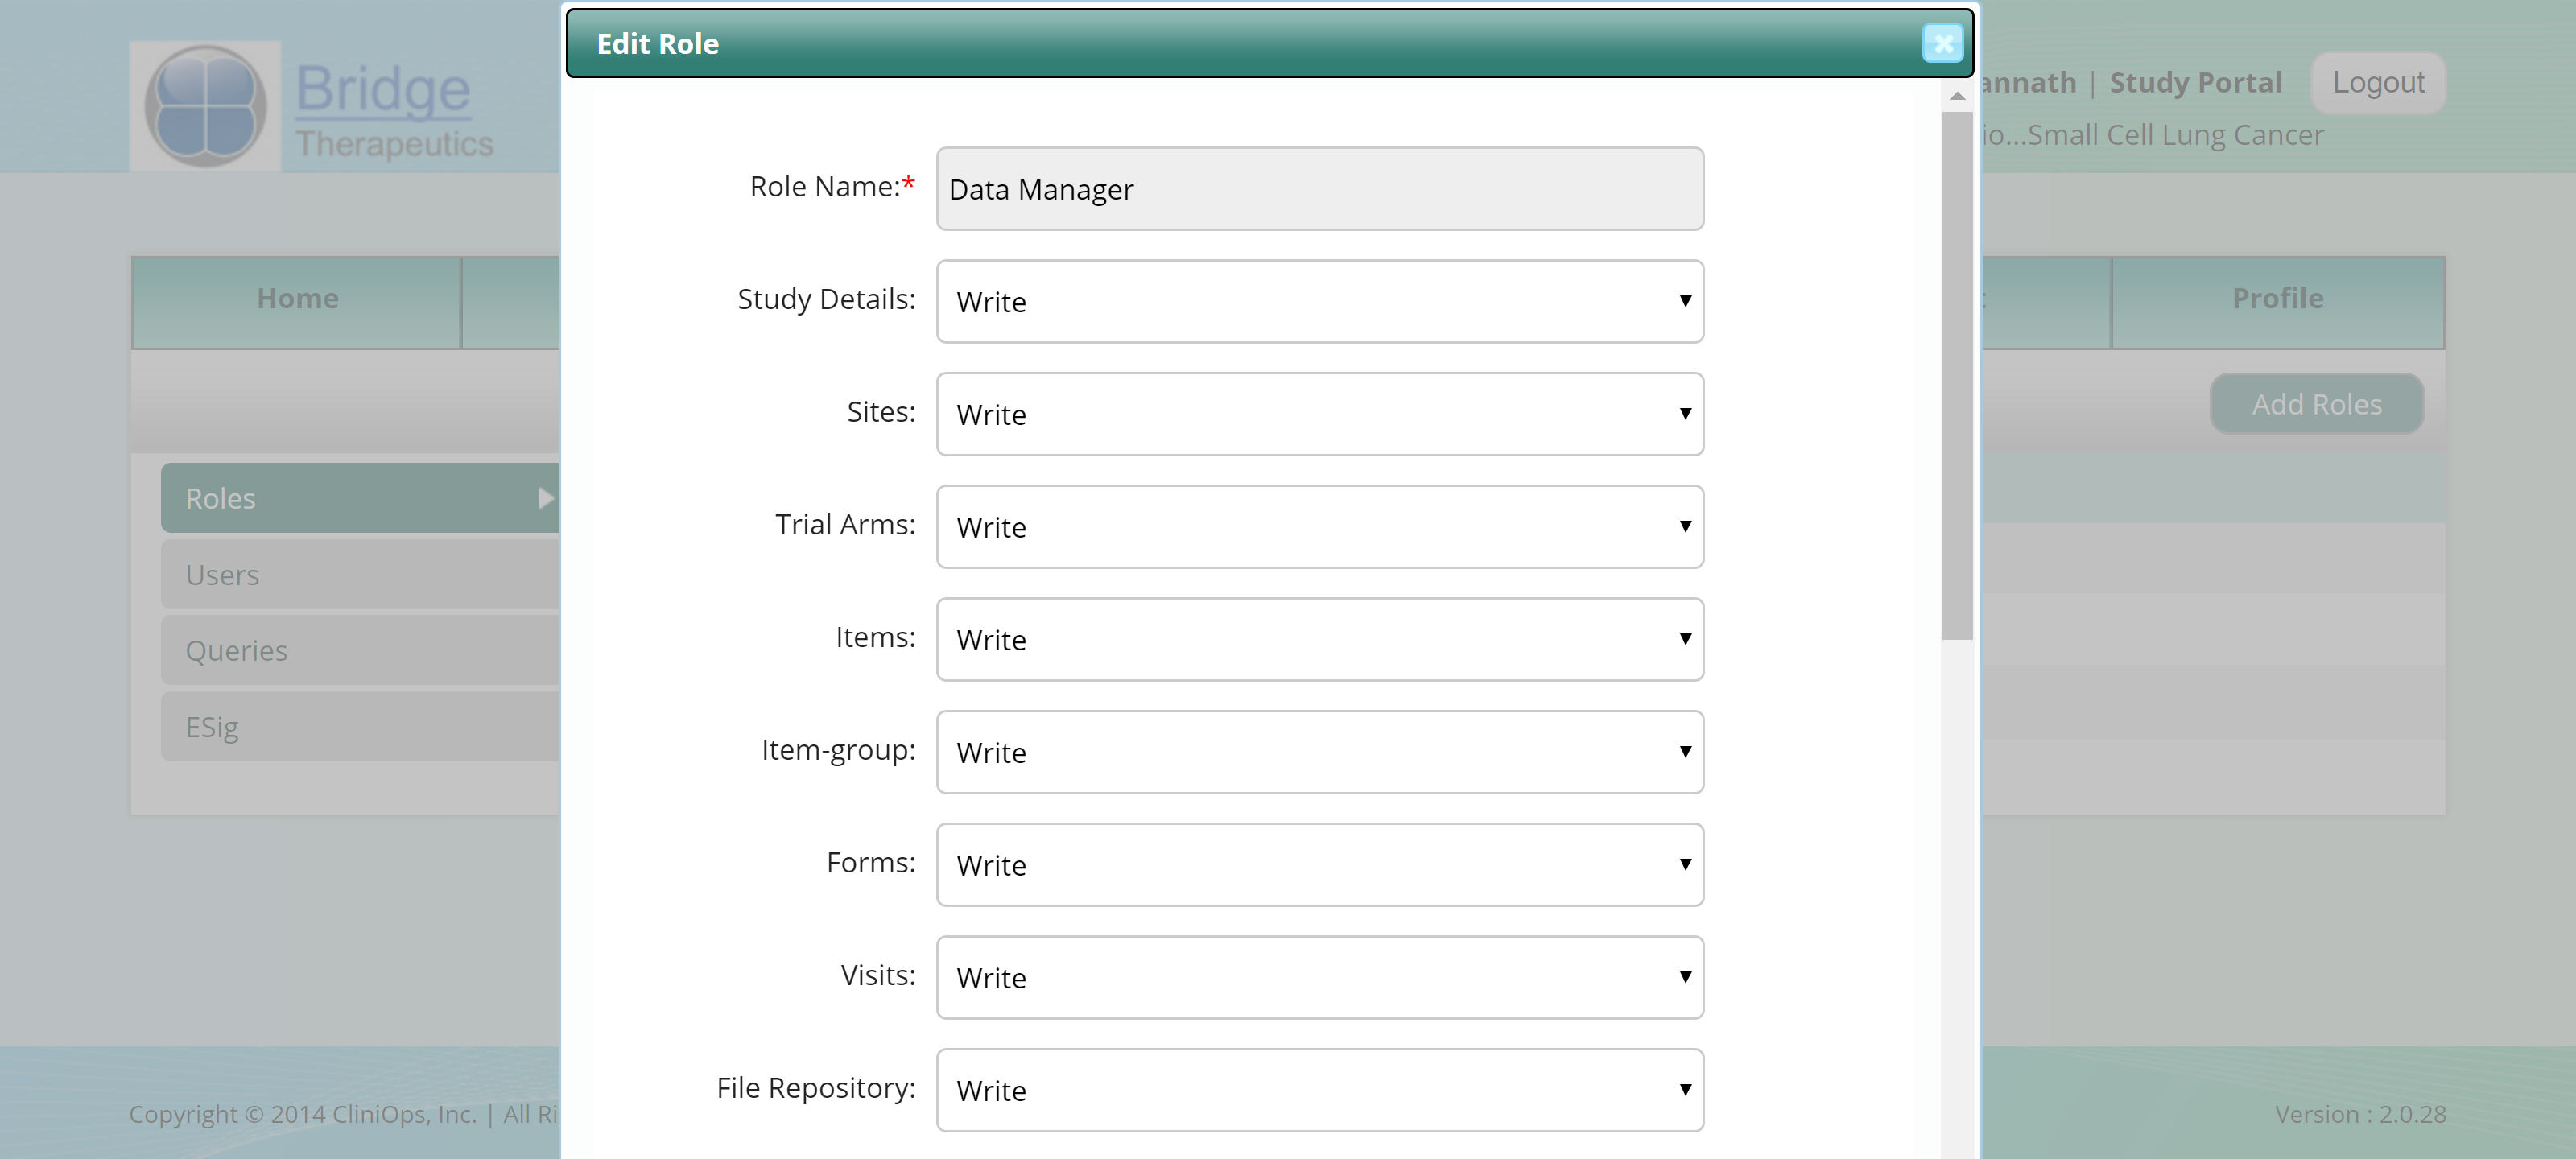 Edit Role
Bridge
Therapeutics
annath | Study Portal
Logout
io...Small Cell Lung Cancer
Role Name:*
Data Manager
Study Details:
Write
Sites:
Write
Trial Arms:
Write
Items:
Write
Item-group:
Write
Forms:
Write
Visits:
Write
File Repository:
Write
Home
Profile
Add Roles
Roles
Users
Queries
ESig
Copyright © 2014 CliniOps, Inc. | All Ri
Version : 2.0.28